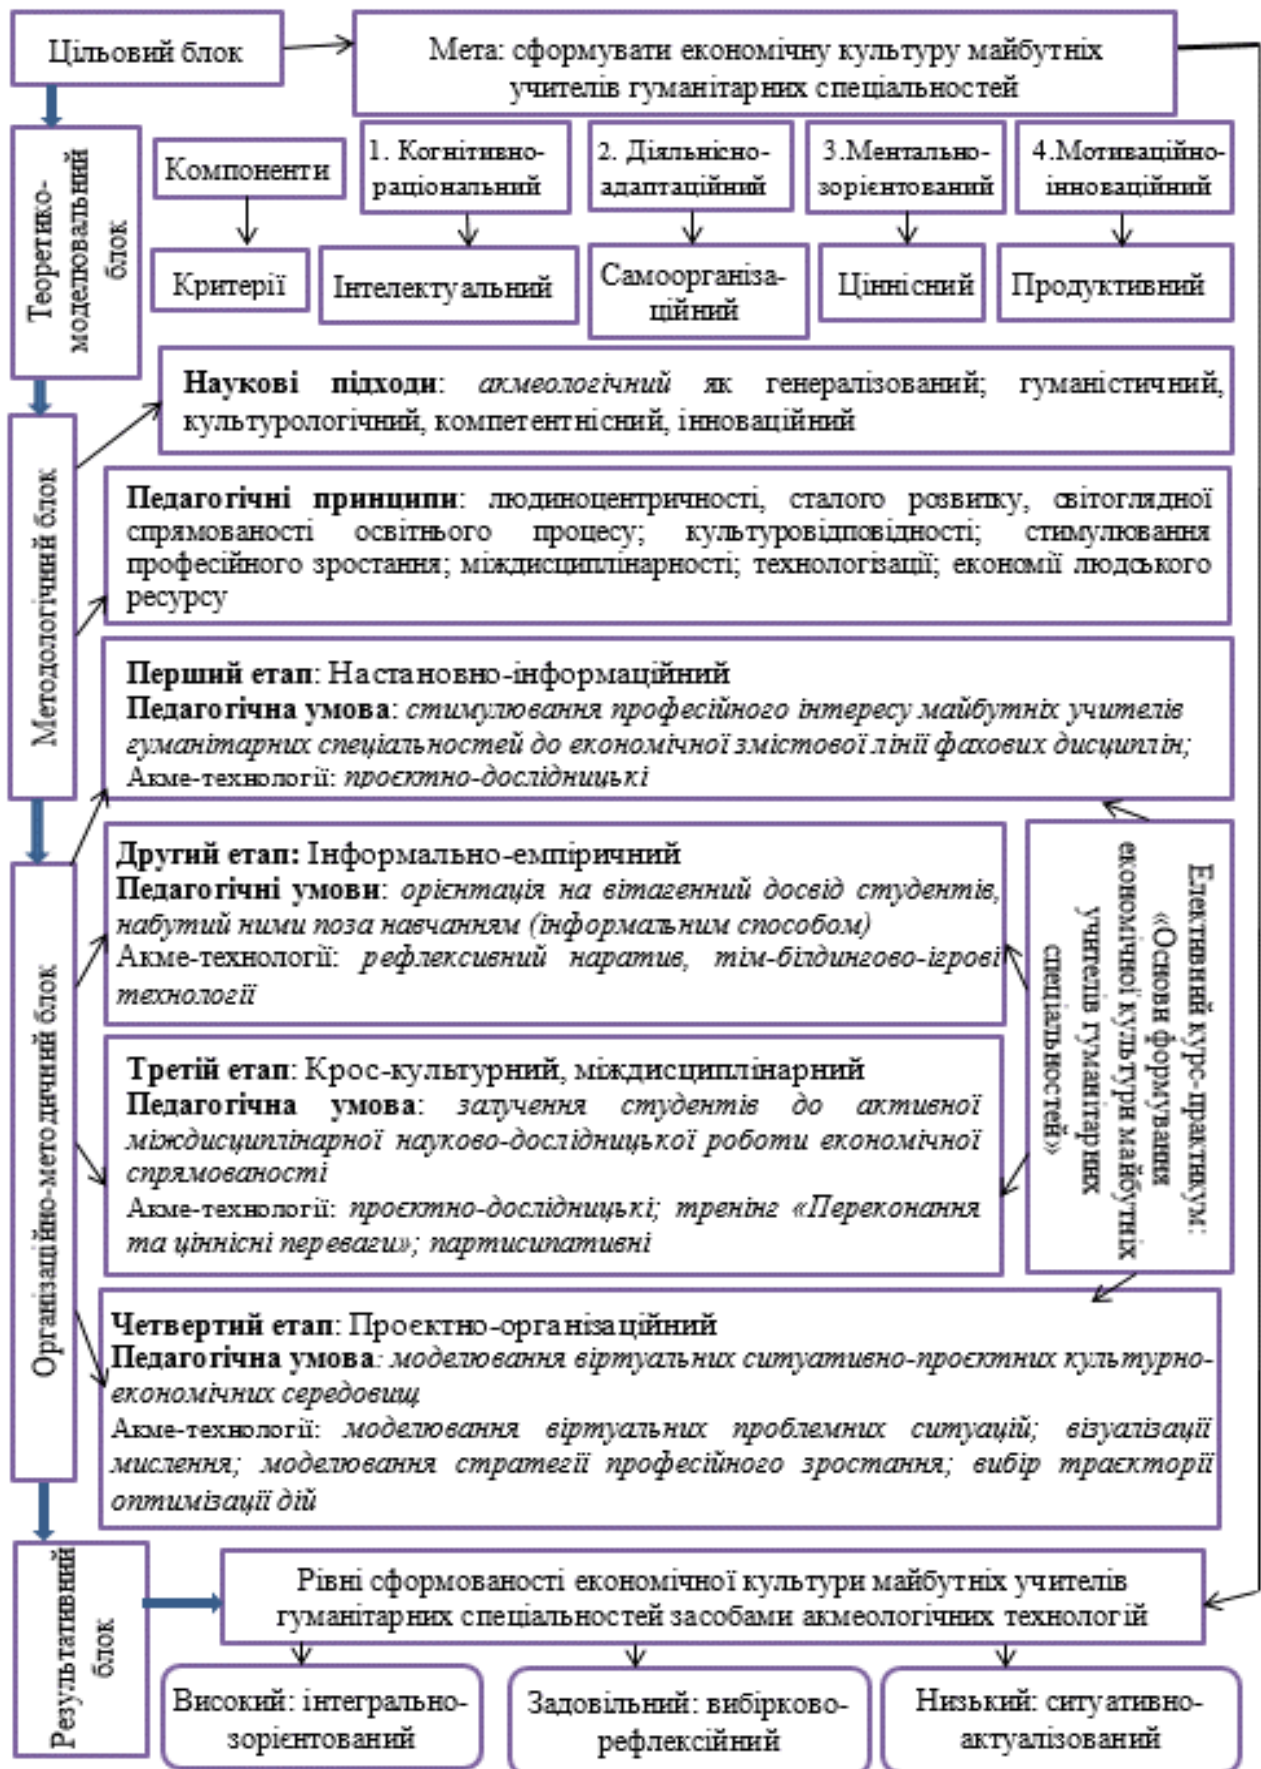 Цільовий блок
Мета: сформувати економічну культуру майбутніх
учителів гуманітарних спеціальностей
Теоретико-
моделювальний
блок
Компоненти
1. Когнітивно-
раціональний
2. Діяльнісно-
адаптаційний
3.Ментально-
зорієнтований
4.Мотиваційно-
інноваційний
Критерії
Інтелектуальний
Самоорганіза-
ційний
Ціннісний
Продуктивний
Методологічний блок
Наукові підходи: акмеологічний як генералізований; гуманістичний,
культурологічний, компетентнісний, інноваційний
Педагогічні принципи: людиноцентричності, сталого розвитку, світоглядної
спрямованості освітнього процесу; культуровідповідності; стимулювання
професійного зростання; міждисциплінарності; технологізації; економії людського
ресурсу
Організаційно-методичний блок
Перший етап: Настановно-інформаційний
Педагогічна умова: стимулювання професійного інтересу майбутніх учителів
гуманітарних спеціальностей до економічної змістової лінії фахових дисциплін;
Акме-технології: проєктно-дослідницькі
Другий етап: Інформально-емпіричний
Педагогічні умови: орієнтація на вітагенний досвід студентів,
набутий ними поза навчанням (інформальним способом)
Акме-технології: рефлексивний наратив, тім-білдингово-ігрові
технології
Третій етап: Крос-культурний, міждисциплінарний
Педагогічна умова: залучення студентів до активної
міждисциплінарної науково-дослідницької роботи економічної
спрямованості
Акме-технології: проєктно-дослідницькі; тренінг «Переконання
та ціннісні переваги»; партисипативні
Елективний курс-практикум:
«Основи формування
економічної культури майбутніх
учителів гуманітарних
спеціальностей»
Четвертий етап: Проєктно-організаційний
Педагогічна умова: моделювання віртуальних ситуативно-проєктних культурно-
економічних середовищ
Акме-технології: моделювання віртуальних проблемних ситуацій; візуалізації
мислення; моделювання стратегії професійного зростання; вибір траєкторії
оптимізації дій
Результативний
блок
Рівні сформованості економічної культури майбутніх учителів
гуманітарних спеціальностей засобами акмеологічних технологій
Високий: інтегрально-
зорієнтований
Задовільний: вибірково-
рефлексійний
Низький: ситуативно-
актуалізований